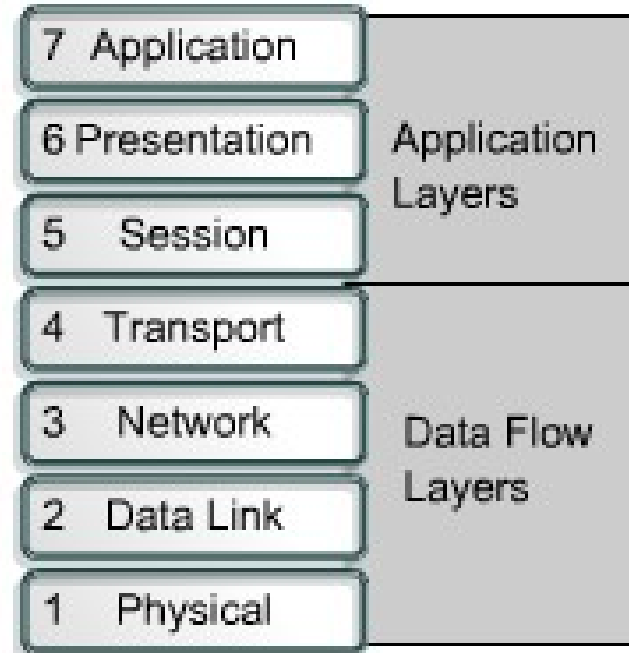 7 Application
6 Presentation
5 Session
4 Transport
3 Network
2 Data Link
1 Physical
Application
Layers
Data Flow
Layers